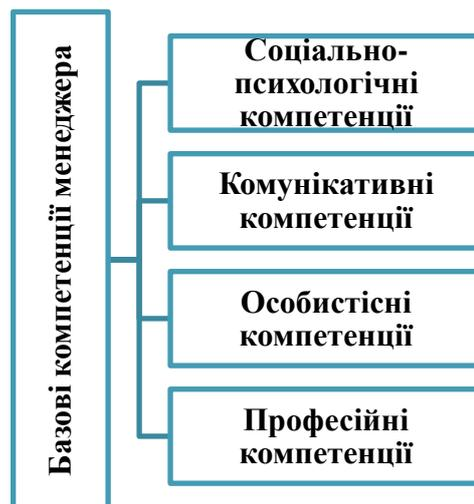 Базові компетенції менеджера
Соціально-
психологічні
компетенції
Комунікативні
компетенції
Особистісні
компетенції
Професійні
компетенції